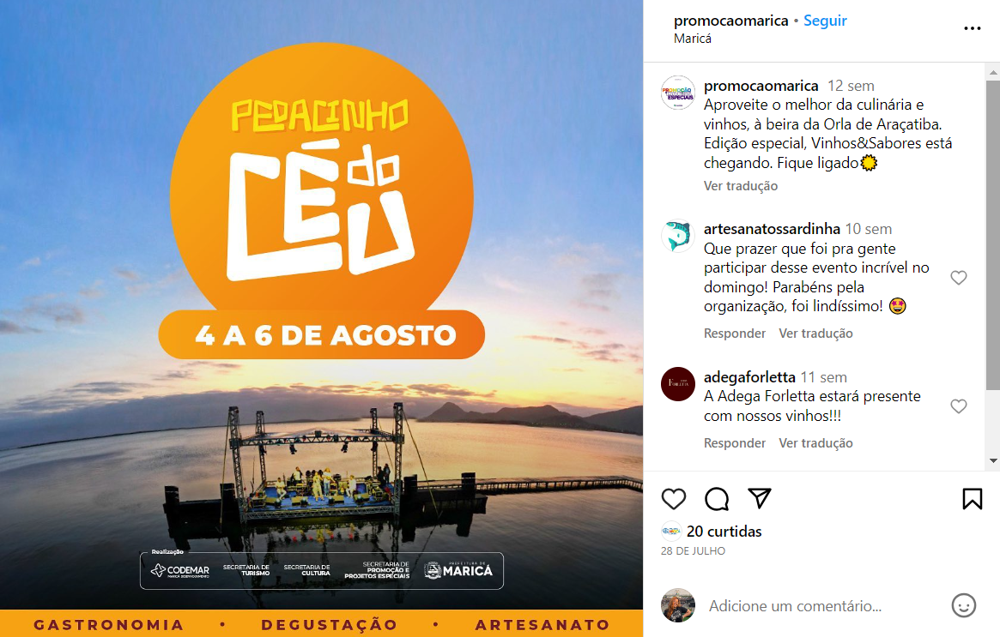 PEDACINHO
do
CÉU
4 A 6 DE AGOSTO
Realização
CODEMAR
MARICÁ DESENVOLVIMENTO
SECRETARIA DE
TURISMO
SECRETARIA DE
CULTURA
SECRETARIA DE
PROMOÇÃO E
PROJETOS ESPECIAIS
PREFEITURA DE
MARICÁ
GASTRONOMIA • DEGUSTAÇÃO • ARTESANATO
promocaomarica • Seguir
Maricá
promocaomarica 12 sem
Aproveite o melhor da culinária e
vinhos, à beira da Orla de Araçatiba.
Edição especial, Vinhos&Sabores está
chegando. Fique ligado
Ver tradução
artesanatossardinha 10 sem
Que prazer que foi pra gente
participar desse evento incrível no
domingo! Parabéns pela
organização, foi lindíssimo! 🤩
Responder Ver tradução
adegaforletta 11 sem
A Adega Forletta estará presente
com nossos vinhos!!!
Responder Ver tradução
20 curtidas
28 DE JULHO
Adicione um comentário...